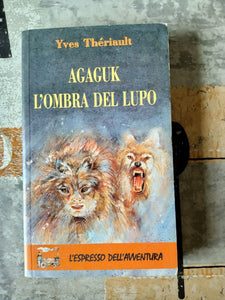 Yves Thériault
AGAGUK
L'OMBRA DEL LUPO
L'ESPRESSO DELL'AVVENTURA